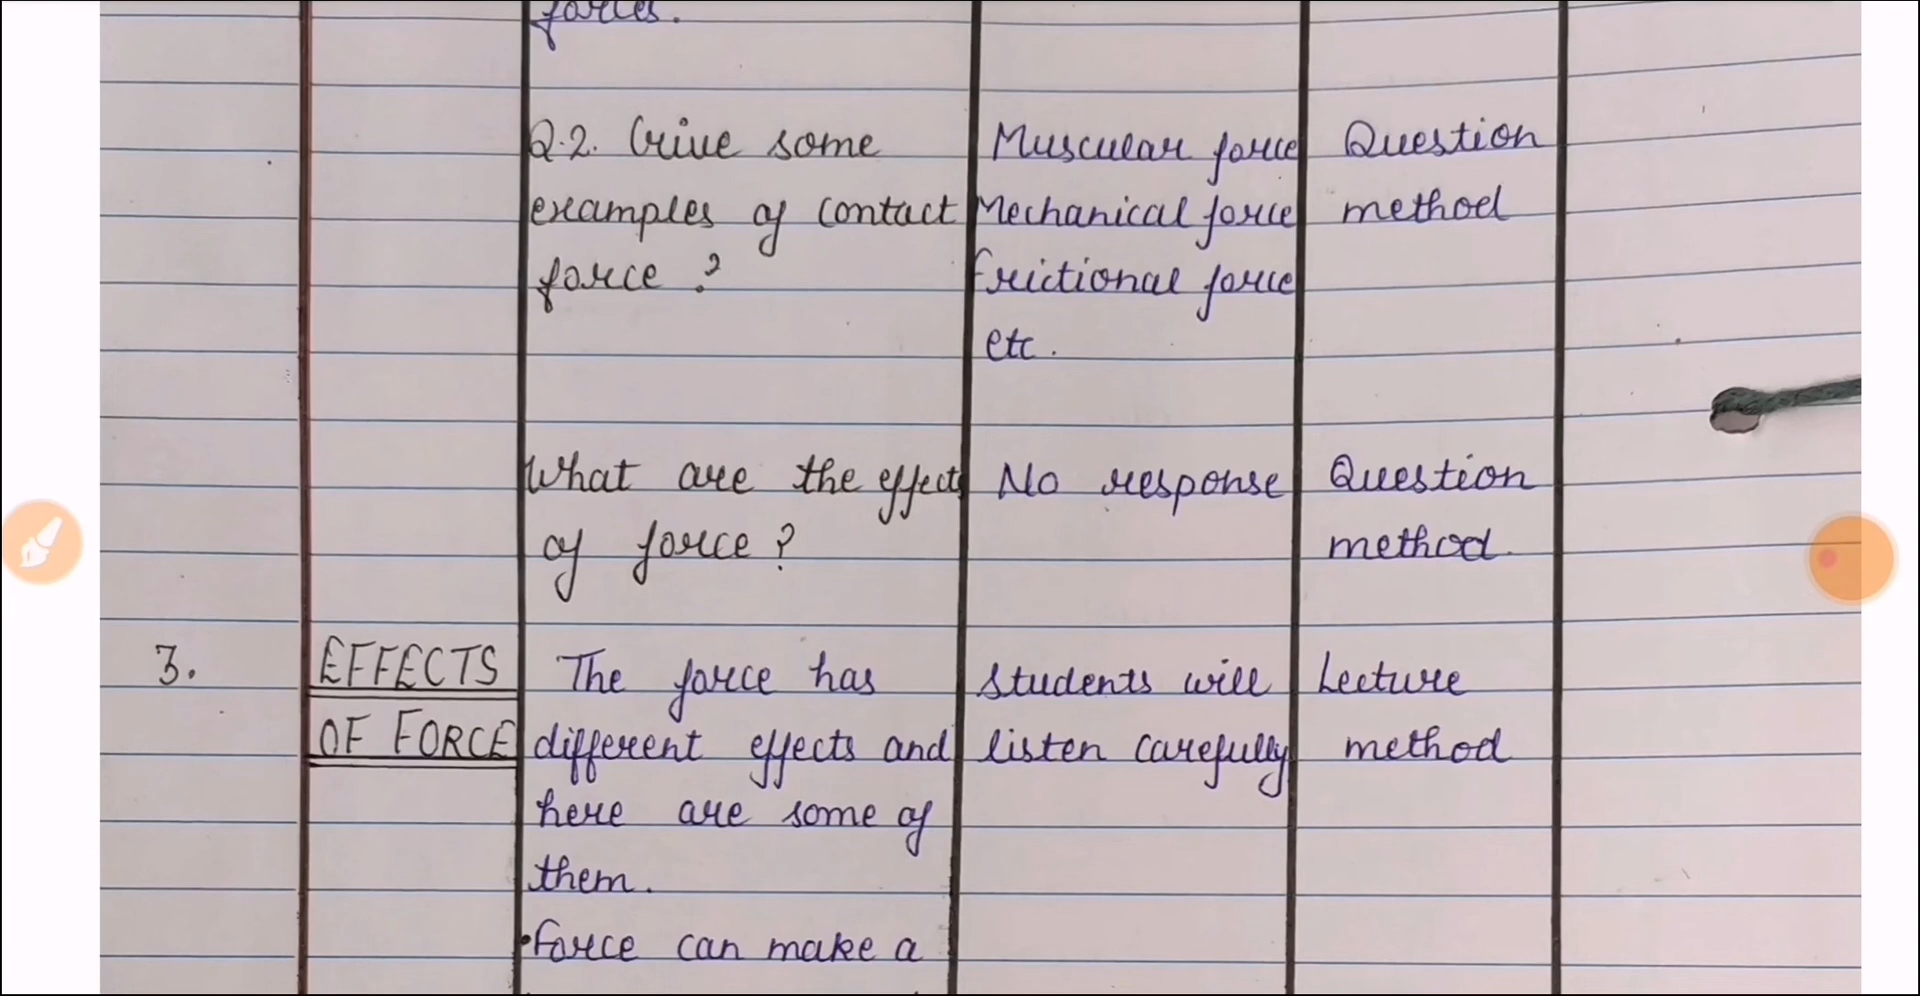 forces.
Q.2. Give some
examples of contact
force ?
Muscular force
Mechanical force
Frictional force
etc.
Question
method
What are the effects
of force ?
No response
Question
method.
3.
EFFECTS
OF FORCE
The force has
different effects and
here are some of
them.
• Force can make a
Students will
listen carefully
Lecture
method